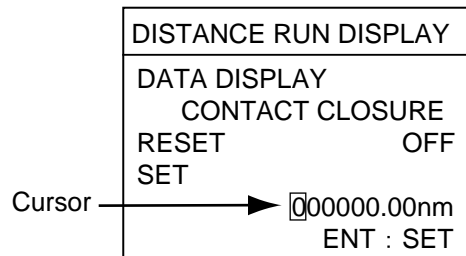 DISTANCE RUN DISPLAY
DATA DISPLAY
CONTACT CLOSURE
RESET OFF
SET
Cursor 000000.00nm
ENT : SET